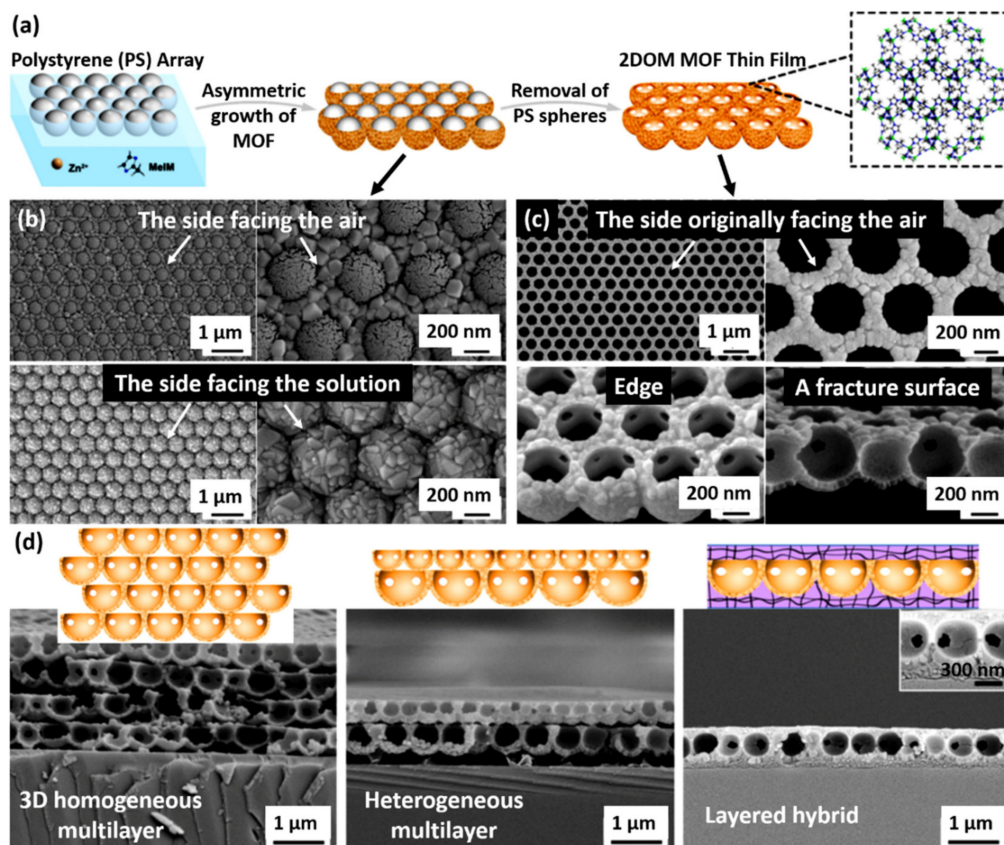 (a)
Polystyrene (PS) Array
Asymmetric
growth of
MOF
Removal of
PS spheres
2DOM MOF Thin Film
Zn²⁺
MeIM
(b)
The side facing the air
1 μm
200 nm
The side facing the solution
1 μm
200 nm
(c)
The side originally facing the air
1 μm
200 nm
Edge
A fracture surface
200 nm
200 nm
(d)
3D homogeneous
multilayer
1 μm
Heterogeneous
multilayer
1 μm
300 nm
Layered hybrid
1 μm